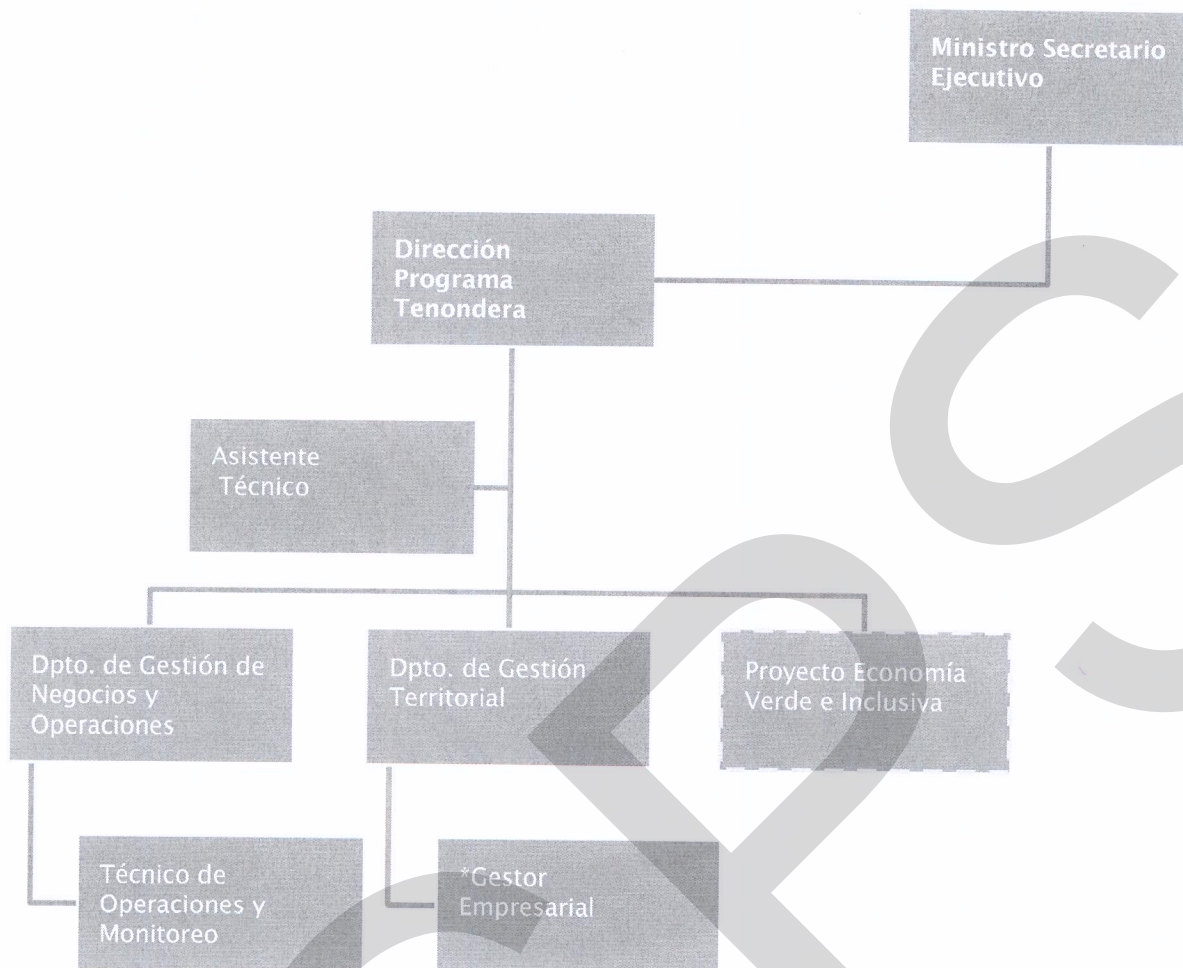 Ministro Secretario
Ejecutivo
Dirección
Programa
Tenondera
Asistente
Técnico
Dpto. de Gestión de
Negocios y
Operaciones
Dpto. de Gestión
Territorial
Proyecto Economía
Verde e Inclusiva
Técnico de
Operaciones y
Monitoreo
*Gestor
Empresarial